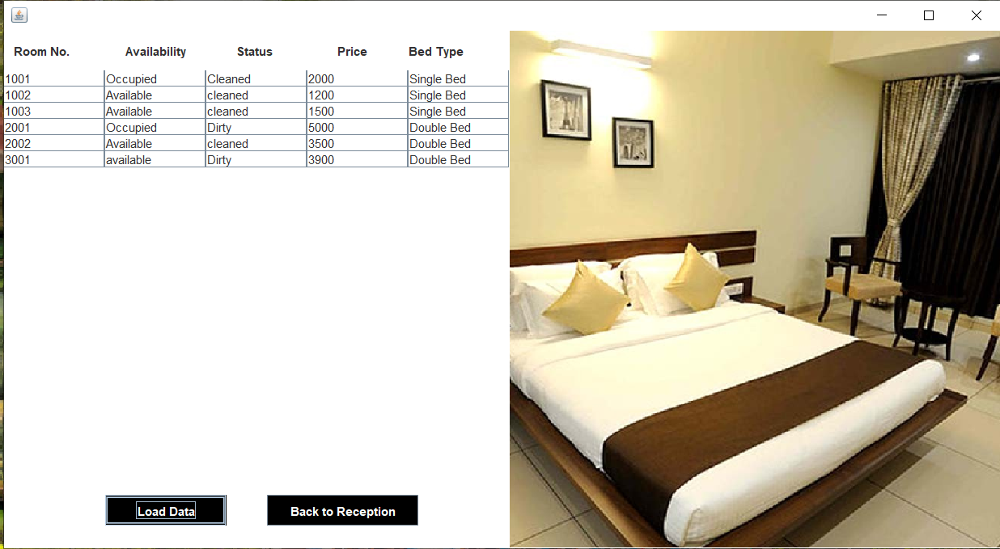 Room No. Availability Status Price Bed Type
1001 Occupied Cleaned 2000 Single Bed
1002 Available cleaned 1200 Single Bed
1003 Available cleaned 1500 Single Bed
2001 Occupied Dirty 5000 Double Bed
2002 Available cleaned 3500 Double Bed
3001 available Dirty 3900 Double Bed
Load Data Back to Reception